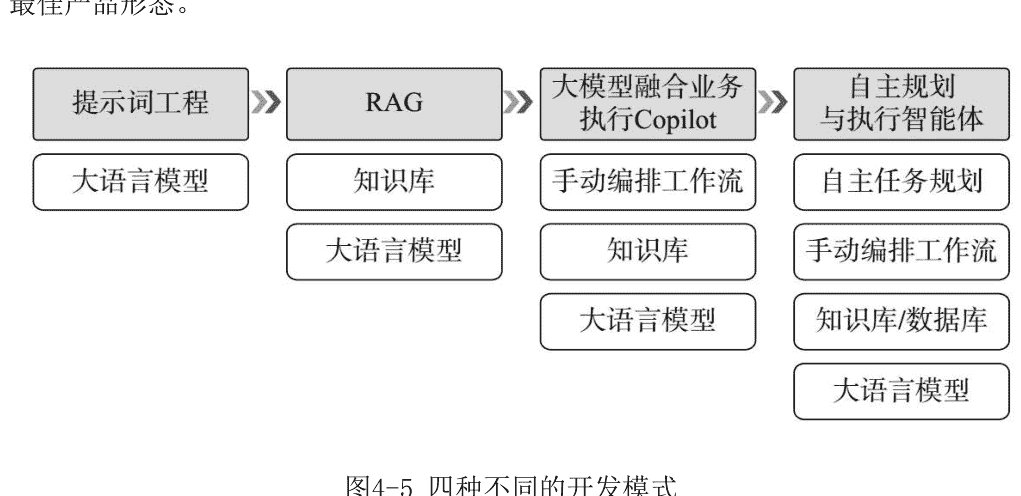 最佳产品形态。
提示词工程
大语言模型
RAG
知识库
大语言模型
大模型融合业务
执行Copilot
手动编排工作流
知识库
大语言模型
自主规划
与执行智能体
自主任务规划
手动编排工作流
知识库/数据库
大语言模型
图4-5 四种不同的开发模式